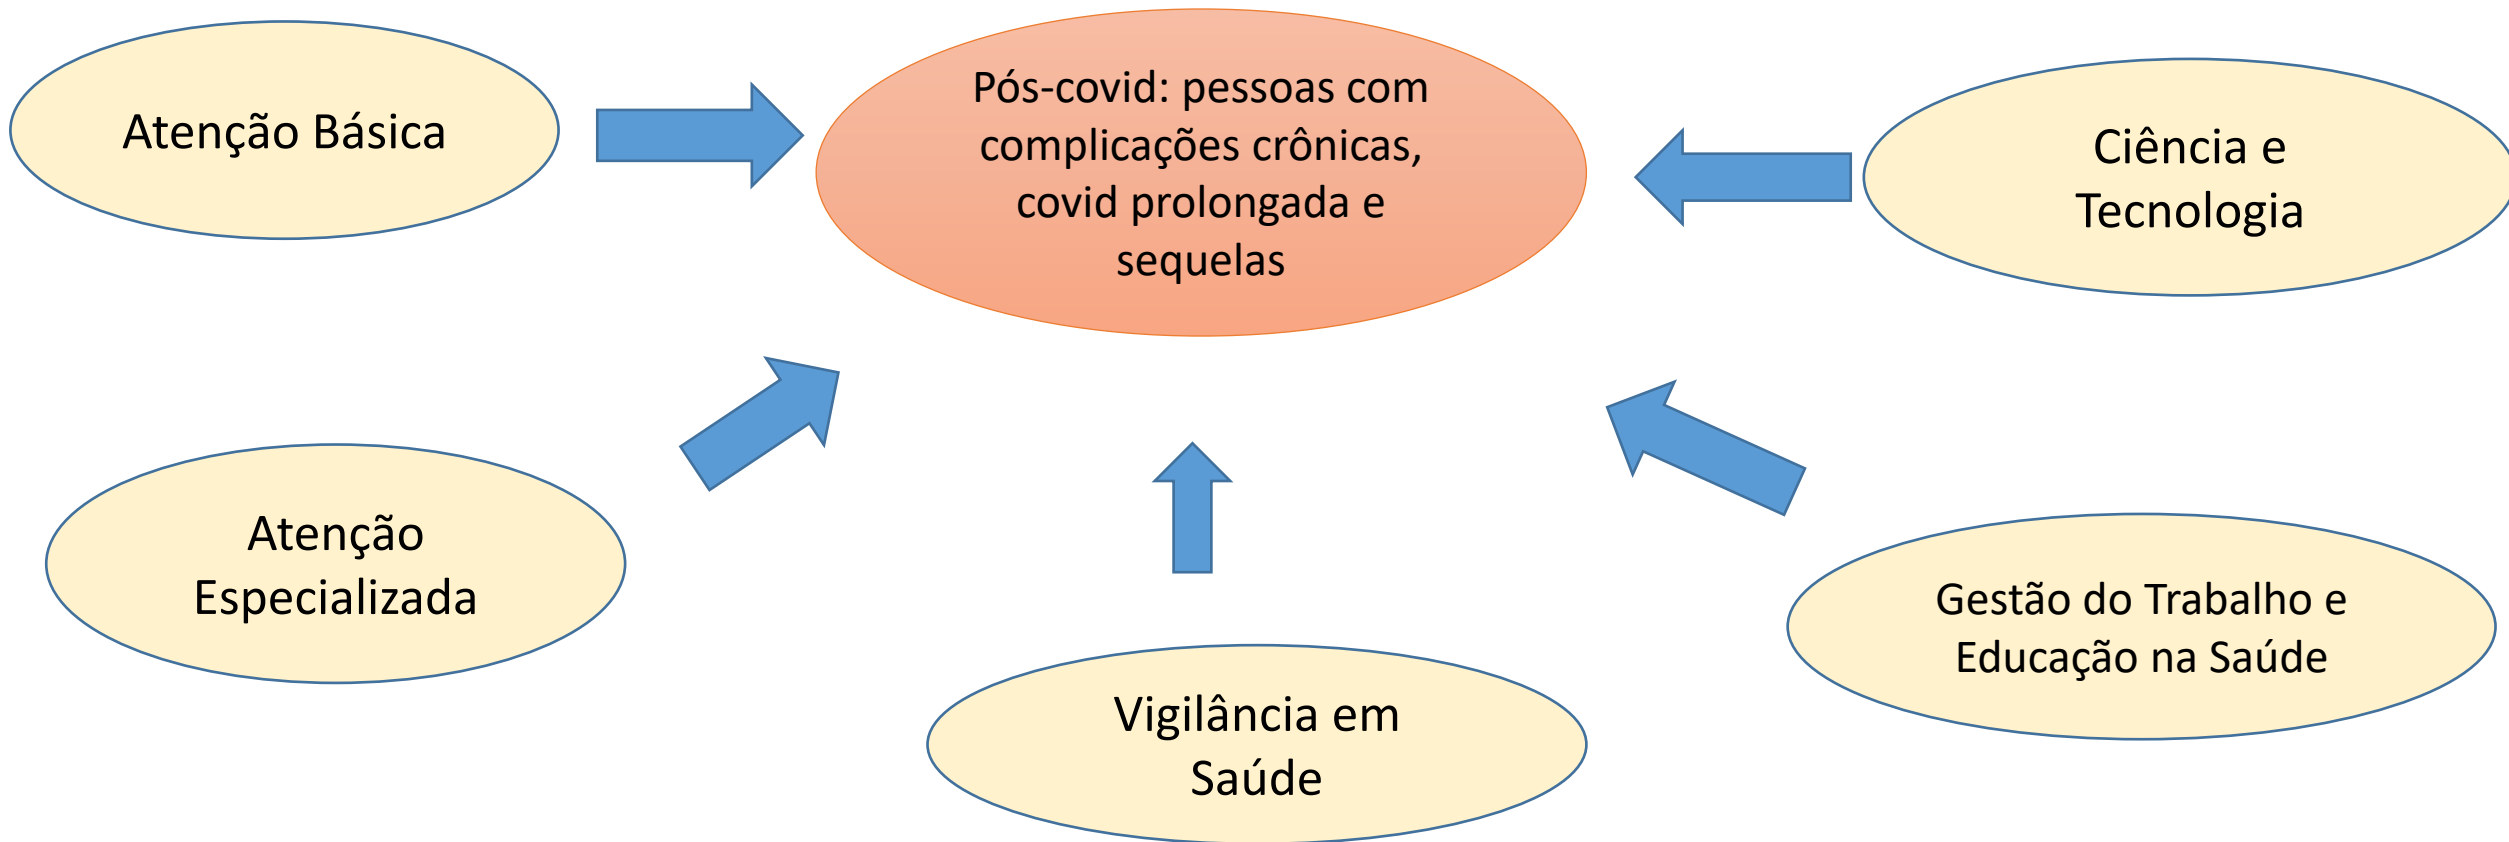 Atenção Básica
Pós-covid: pessoas com
complicações crônicas,
covid prolongada e
sequelas
Ciência e
Tecnologia
Atenção
Especializada
Vigilância em
Saúde
Gestão do Trabalho e
Educação na Saúde